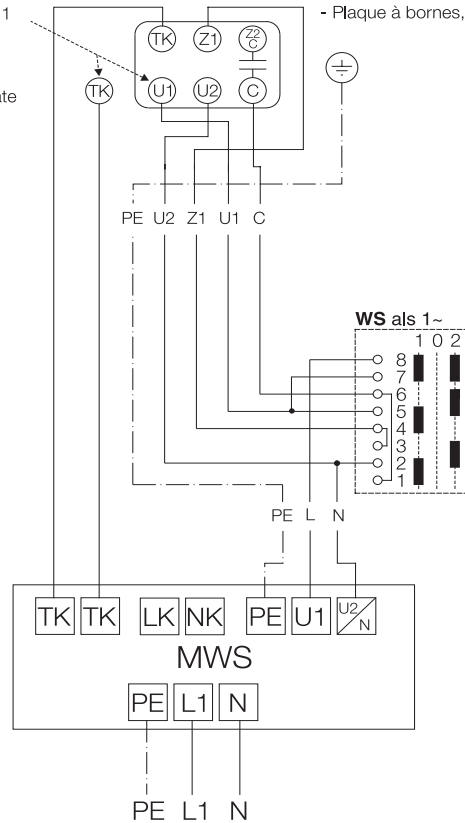 1
- Plaque à bornes,
TK Z1 Z2 C
TK U1 U2 C
ate
PE U2 Z1 U1 C
WS als 1~
1 0 2
8
7
6
5
4
3
2
1
PE L N
TK TK LK NK PE U1 U2/N
MWS
PE L1 N
PE L1 N